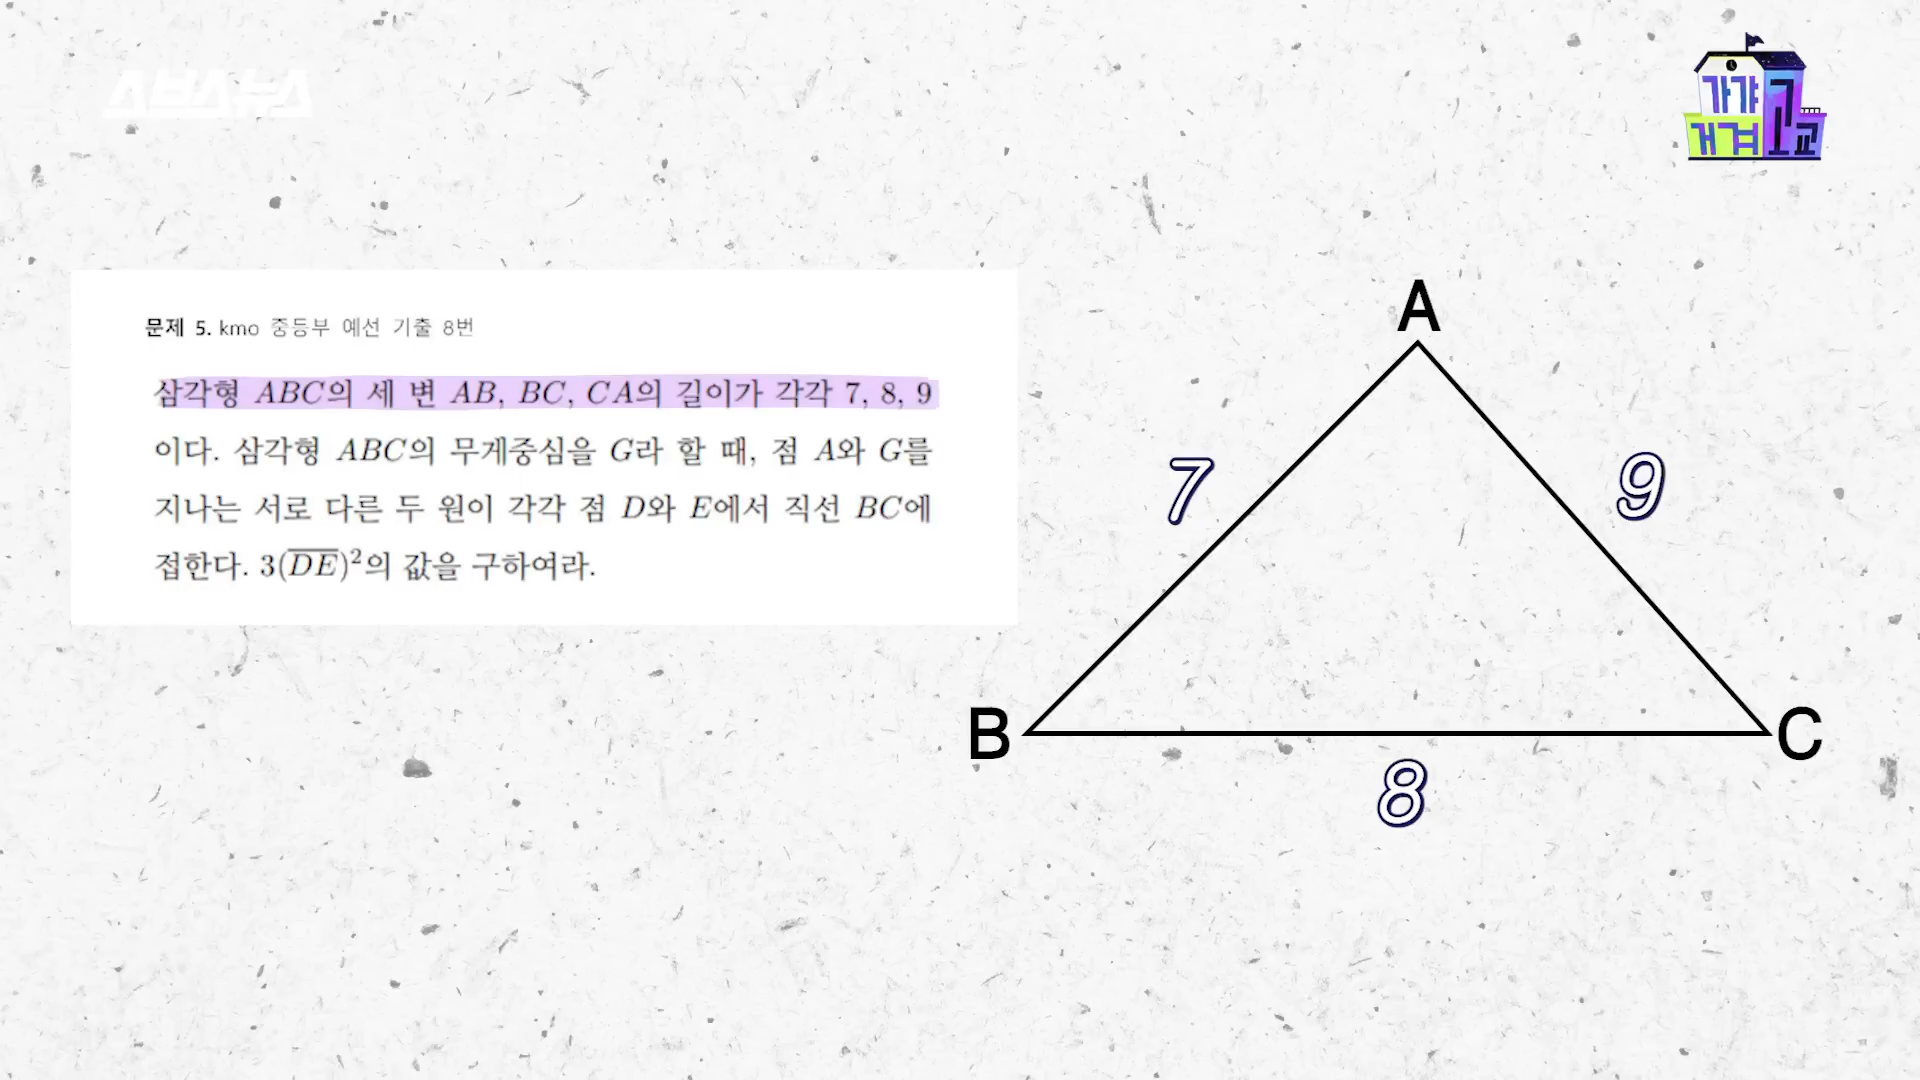 스브스뉴스
가갸
거겨고교
문제 5. kmo 중등부 예선 기출 8번
삼각형 ABC의 세 변 AB, BC, CA의 길이가 각각 7, 8, 9
이다. 삼각형 ABC의 무게중심을 G라 할 때, 점 A와 G를
지나는 서로 다른 두 원이 각각 점 D와 E에서 직선 BC에
접한다. 3(\overline{DE})²의 값을 구하여라.
A
7
9
B
C
8